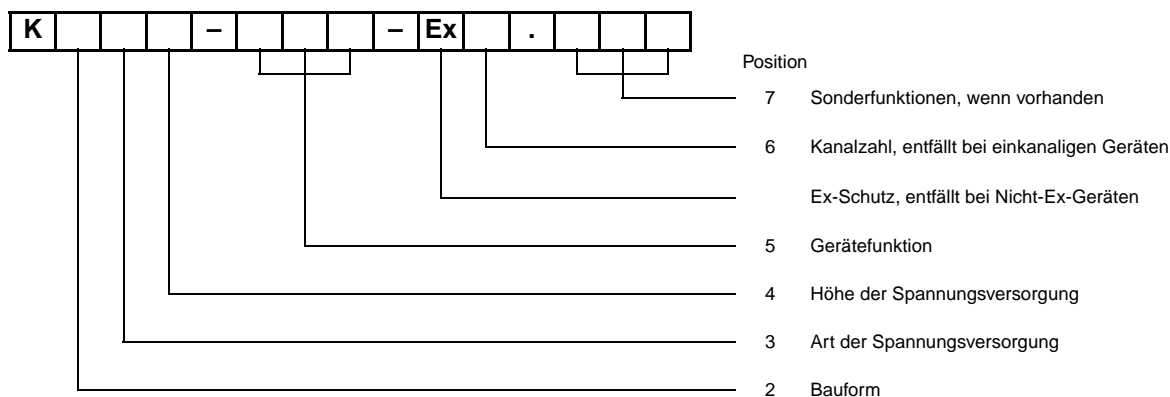 K – – Ex .
Position
7 Sonderfunktionen, wenn vorhanden
6 Kanalzahl, entfällt bei einkanaligen Geräten
Ex-Schutz, entfällt bei Nicht-Ex-Geräten
5 Gerätefunktion
4 Höhe der Spannungsversorgung
3 Art der Spannungsversorgung
2 Bauform